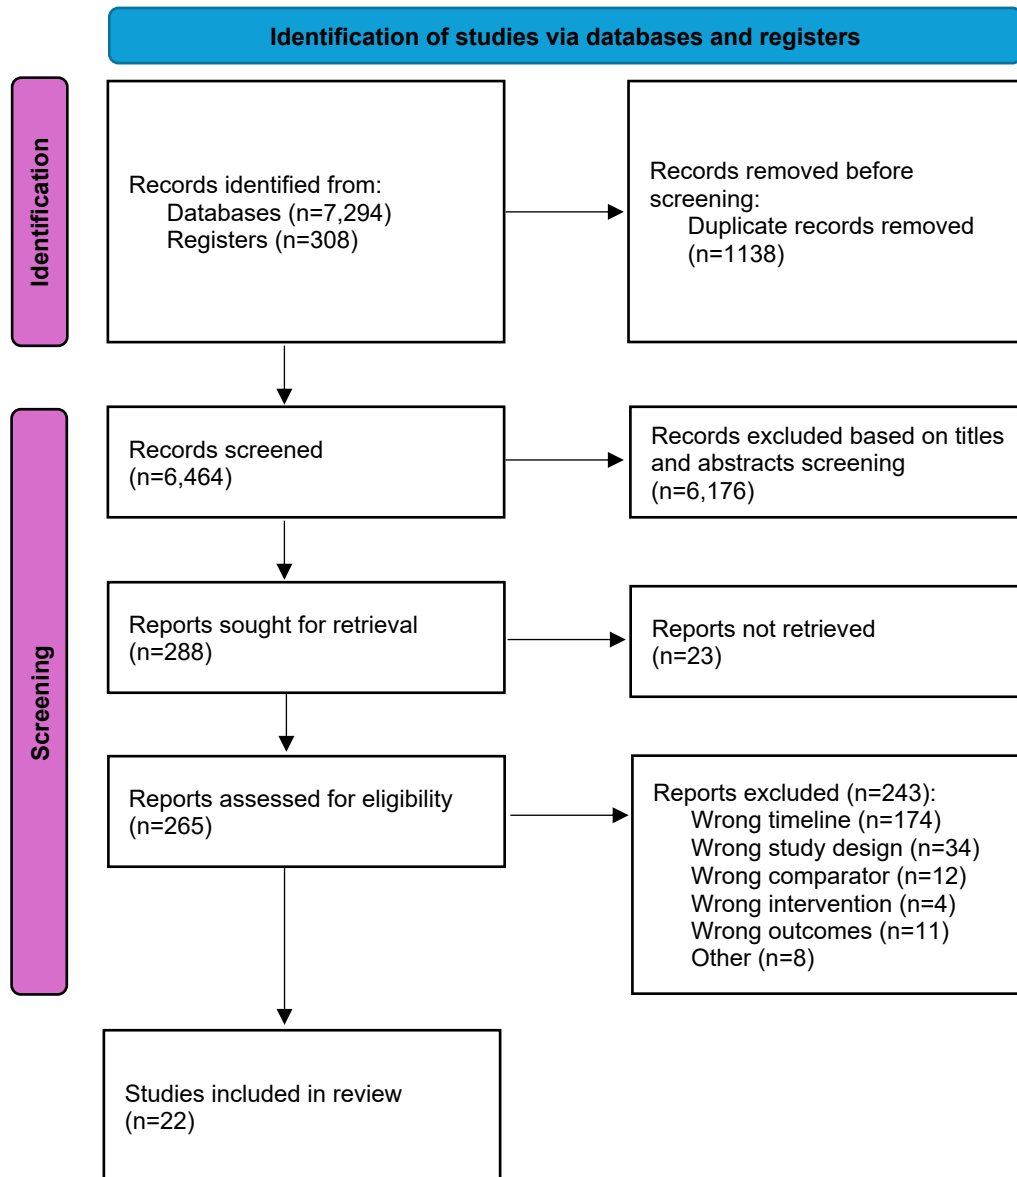 Identification of studies via databases and registers
Identification
Records identified from:
Databases (n=7,294)
Registers (n=308)
Records removed before
screening:
Duplicate records removed
(n=1138)
Screening
Records screened
(n=6,464)
Records excluded based on titles
and abstracts screening
(n=6,176)
Reports sought for retrieval
(n=288)
Reports not retrieved
(n=23)
Reports assessed for eligibility
(n=265)
Reports excluded (n=243):
Wrong timeline (n=174)
Wrong study design (n=34)
Wrong comparator (n=12)
Wrong intervention (n=4)
Wrong outcomes (n=11)
Other (n=8)
Studies included in review
(n=22)